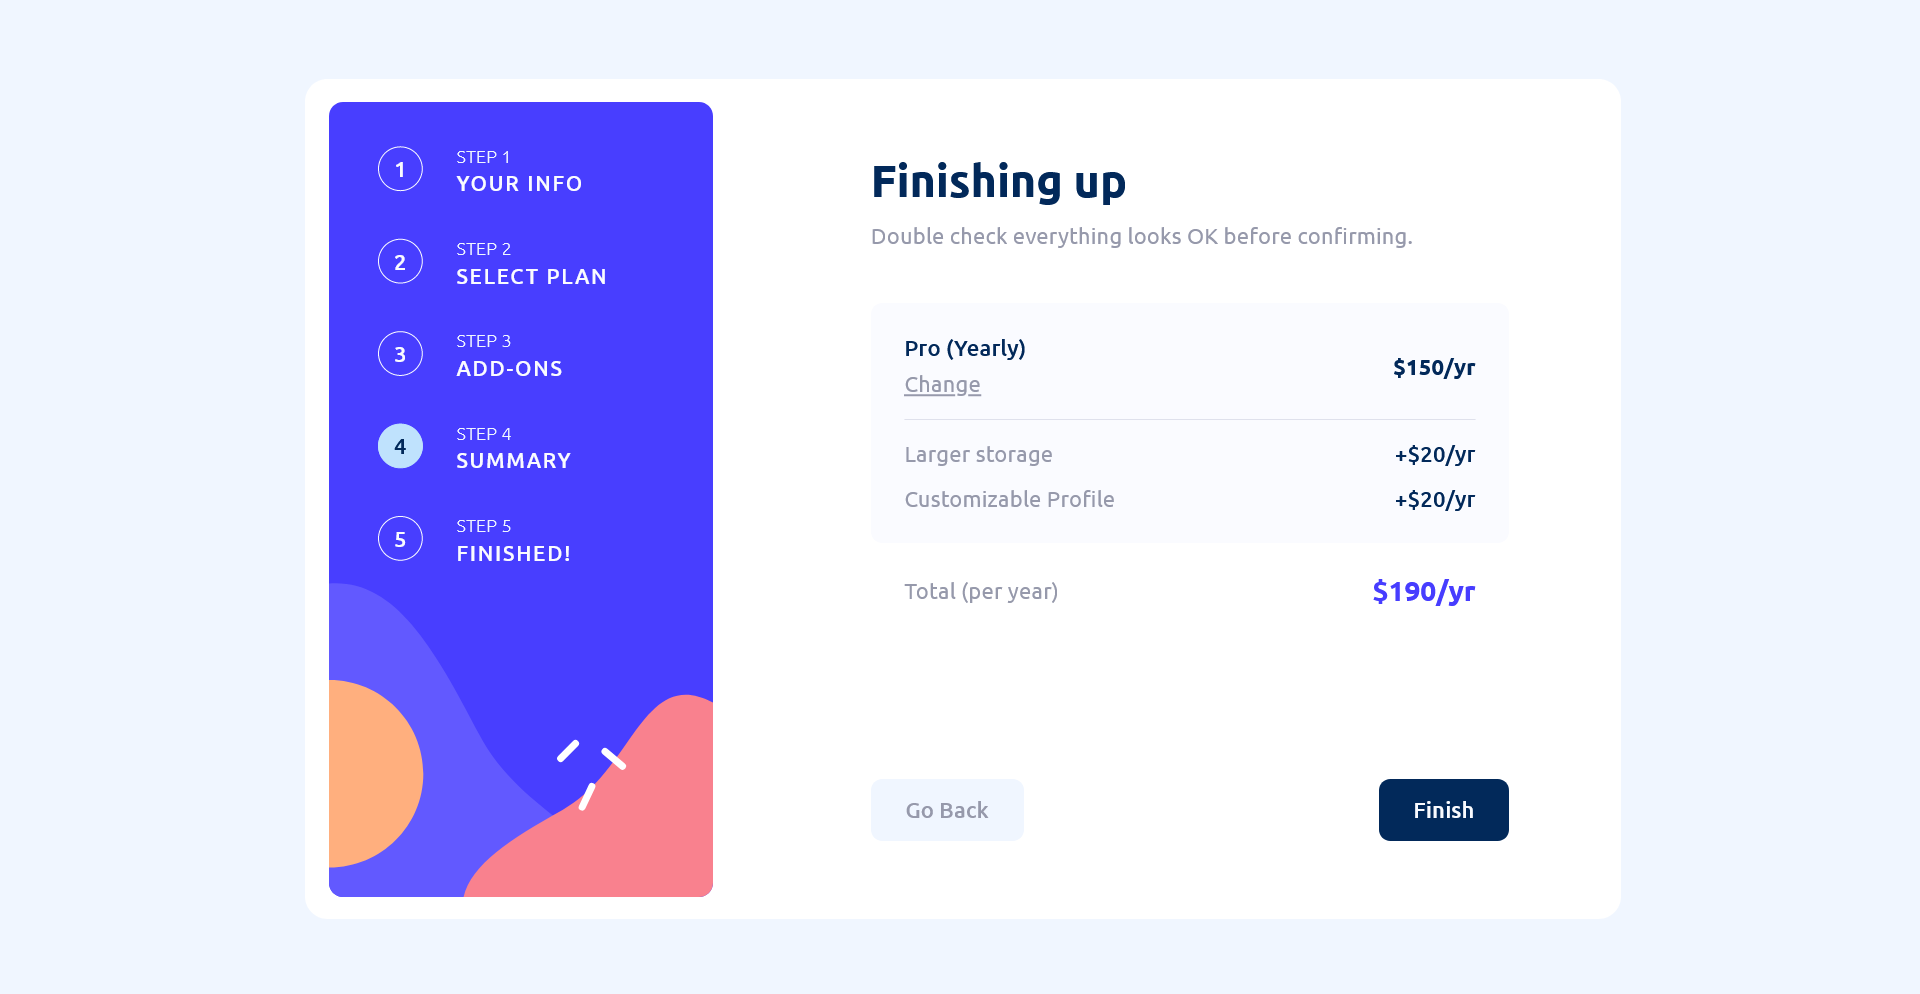 1
STEP 1
YOUR INFO
2
STEP 2
SELECT PLAN
3
STEP 3
ADD-ONS
4
STEP 4
SUMMARY
5
STEP 5
FINISHED!
Finishing up
Double check everything looks OK before confirming.
Pro (Yearly)
Change
$150/yr
Larger storage +$20/yr
Customizable Profile +$20/yr
Total (per year) $190/yr
Go Back Finish